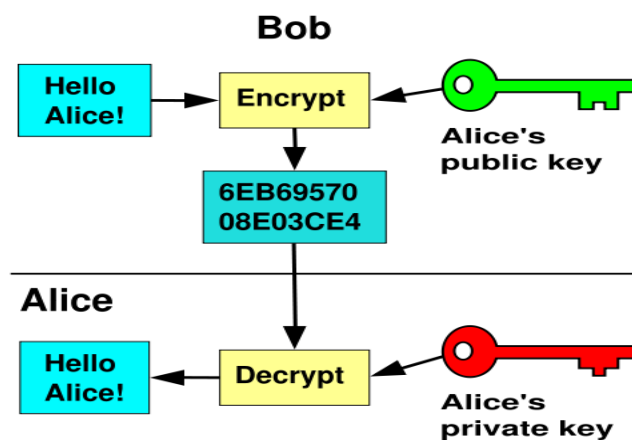 Bob
Hello
Alice!
Encrypt
Alice's
public key
6EB69570
08E03CE4
Alice
Hello
Alice!
Decrypt
Alice's
private key